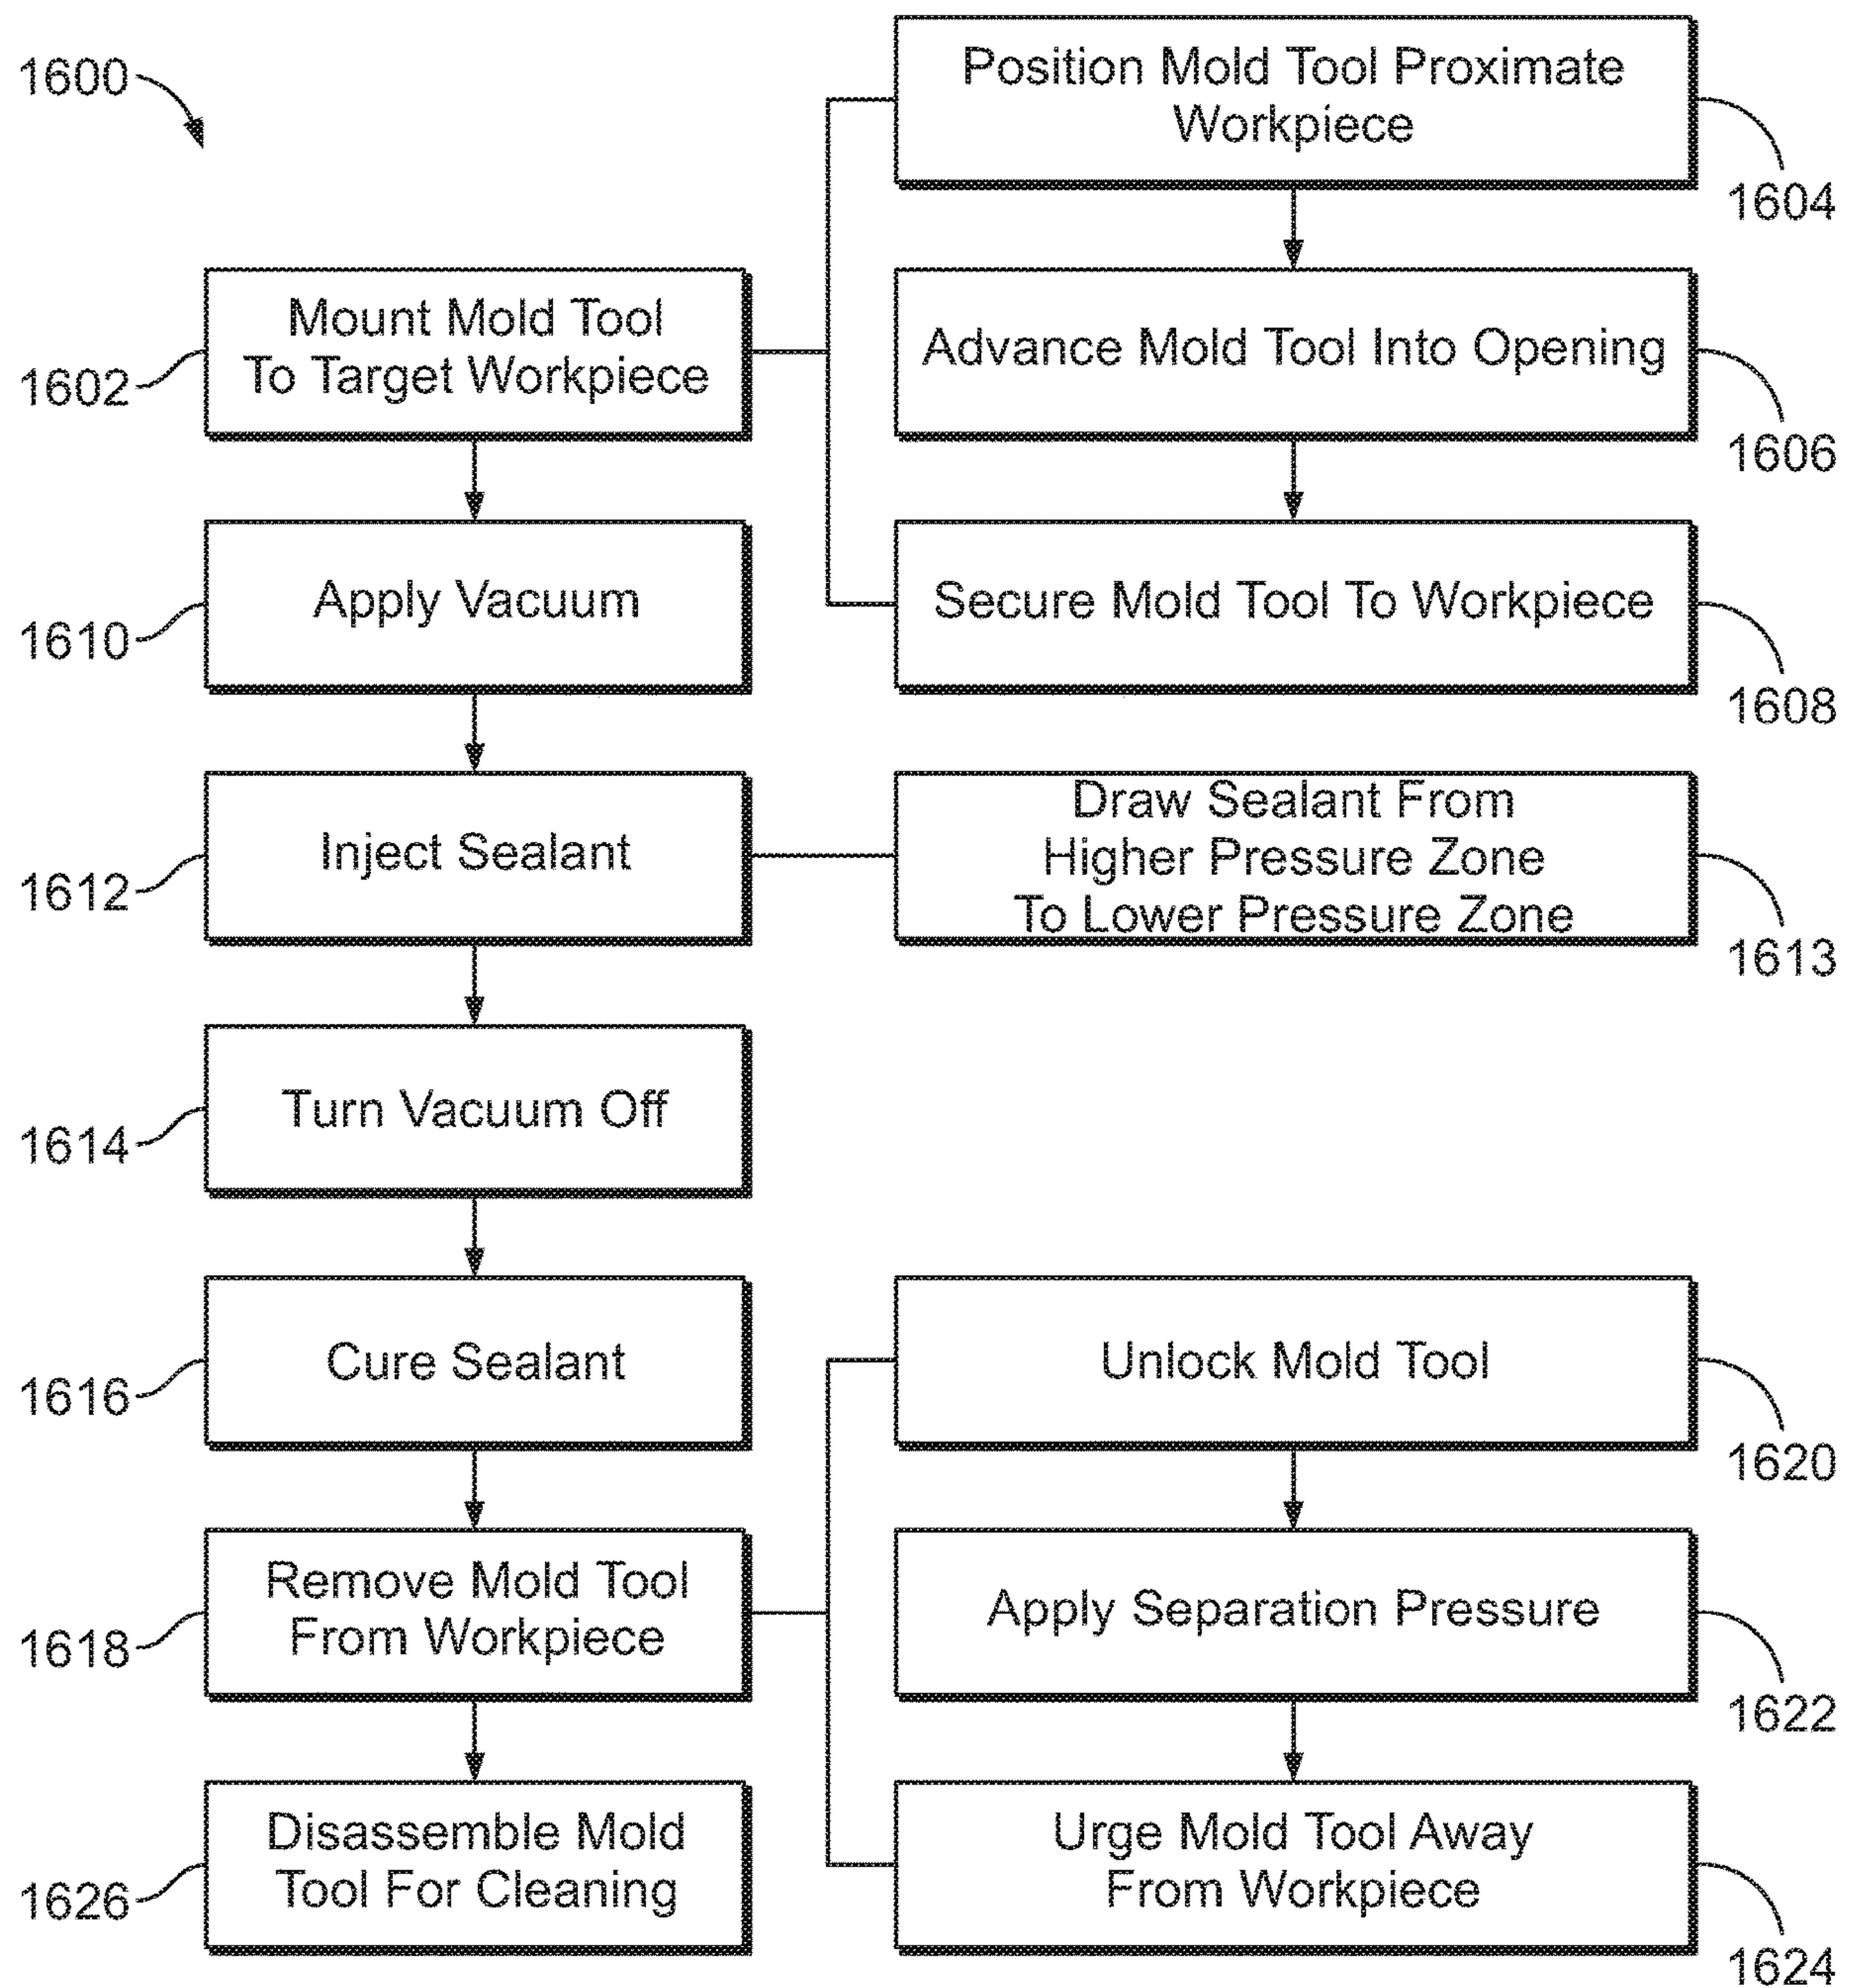 1600
Position Mold Tool Proximate
Workpiece
1604
Mount Mold Tool
To Target Workpiece
1602
Advance Mold Tool Into Opening
1606
Apply Vacuum
1610
Secure Mold Tool To Workpiece
1608
Inject Sealant
1612
Draw Sealant From
Higher Pressure Zone
To Lower Pressure Zone
1613
Turn Vacuum Off
1614
Cure Sealant
1616
Unlock Mold Tool
1620
Remove Mold Tool
From Workpiece
1618
Apply Separation Pressure
1622
Disassemble Mold
Tool For Cleaning
1626
Urge Mold Tool Away
From Workpiece
1624